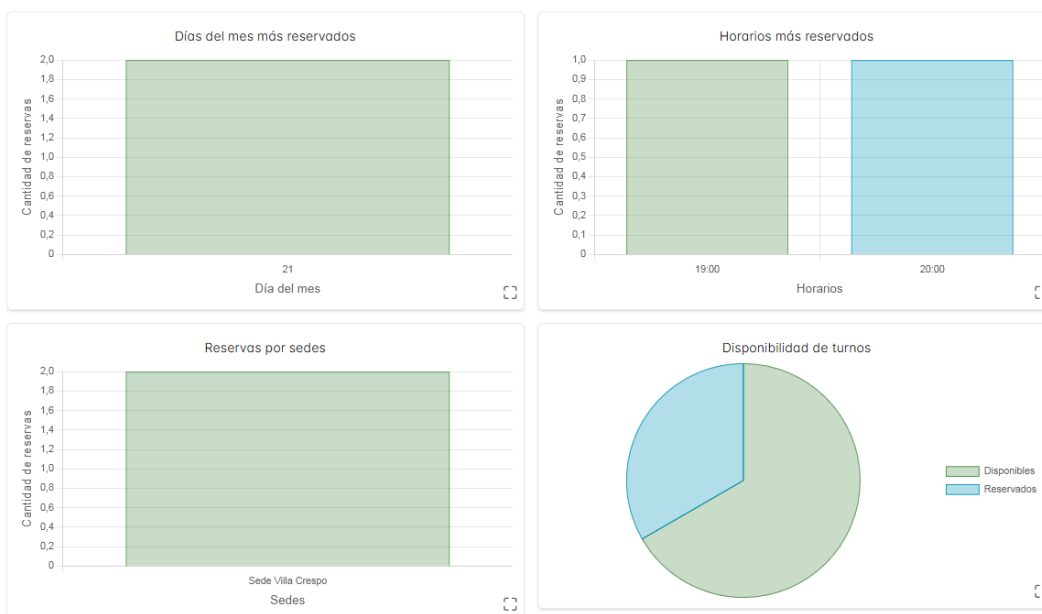 Días del mes más reservados
Cantidad de reservas
2,0
1,8
1,6
1,4
1,2
1,0
0,8
0,6
0,4
0,2
0
21
Día del mes
Horarios más reservados
Cantidad de reservas
1,0
0,9
0,8
0,7
0,6
0,5
0,4
0,3
0,2
0,1
0
19:00 20:00
Horarios
Reservas por sedes
Cantidad de reservas
2,0
1,8
1,6
1,4
1,2
1,0
0,8
0,6
0,4
0,2
0
Sede Villa Crespo
Sedes
Disponibilidad de turnos
Disponibles
Reservados